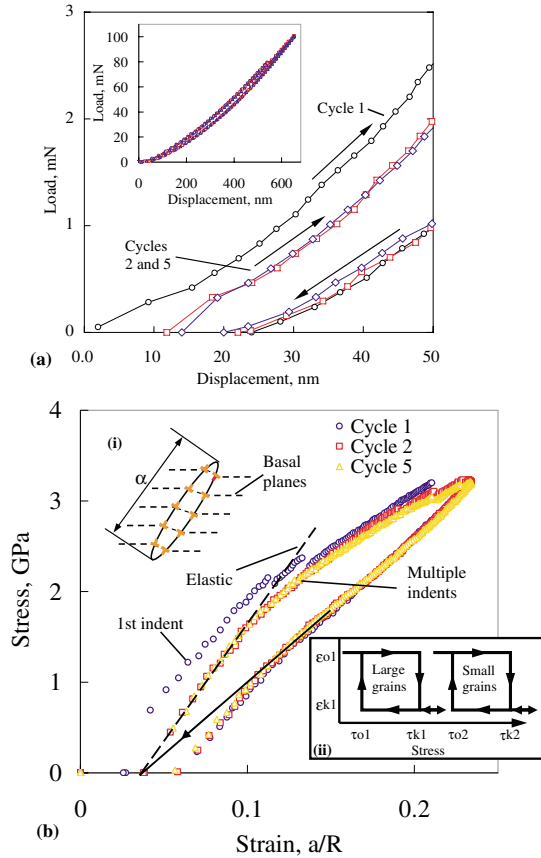 100
80
60
40
20
0
Load, mN
0 200 400 600
Displacement, nm
3
2
1
0
Load, mN
Cycle 1
Cycles
2 and 5
0.0 10 20 30 40 50
Displacement, nm
(a)
(i)
α
Basal
planes
Cycle 1
Cycle 2
Cycle 5
Elastic
Multiple
indents
1st indent
4
3
2
1
0
Stress, GPa
εo1
εk1
Large
grains
Small
grains
τo1 τk1 τo2 τk2
Stress
(ii)
0 0.1 0.2
Strain, a/R
(b)